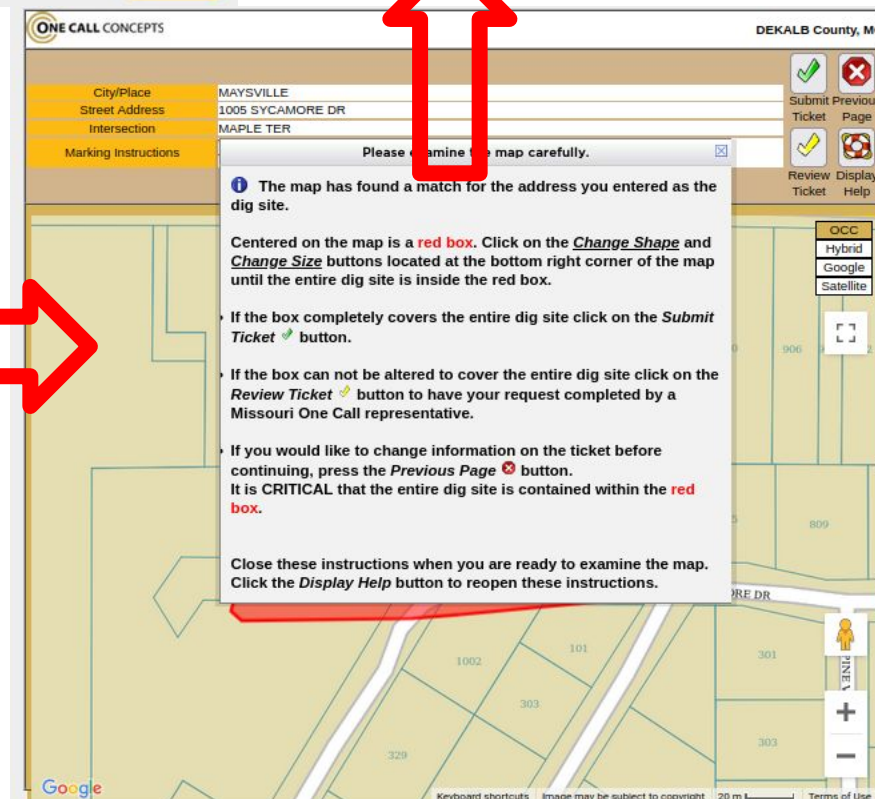 ONE CALL CONCEPTS
DEKALB County, M
City/Place MAYSVILLE
Street Address 1005 SYCAMORE DR
Intersection MAPLE TER
Marking Instructions
Submit Ticket
Previou Page
Review Ticket
Display Help
Please examine the map carefully.
The map has found a match for the address you entered as the
dig site.
Centered on the map is a red box. Click on the Change Shape and
Change Size buttons located at the bottom right corner of the map
until the entire dig site is inside the red box.
If the box completely covers the entire dig site click on the Submit
Ticket button.
If the box can not be altered to cover the entire dig site click on the
Review Ticket button to have your request completed by a
Missouri One Call representative.
If you would like to change information on the ticket before
continuing, press the Previous Page button.
It is CRITICAL that the entire dig site is contained within the red
box.
Close these instructions when you are ready to examine the map.
Click the Display Help button to reopen these instructions.
OCC
Hybrid
Google
Satellite
906
809
ORE DR
1002
101
301
PINE
303
303
329
Google
Keyboard shortcuts
Image may be subject to copyright
20 m
Terms of Use